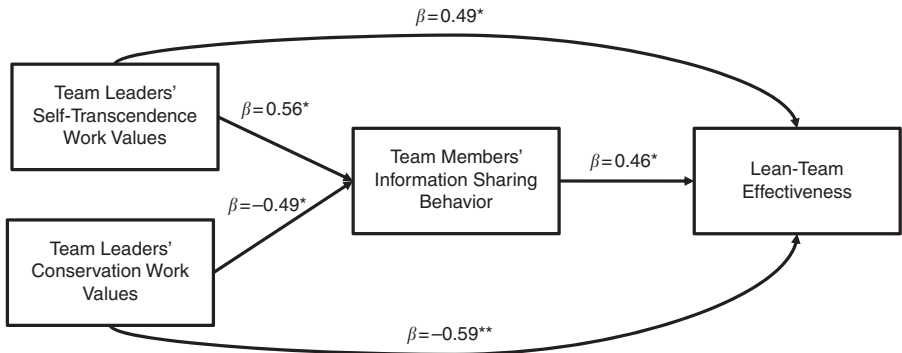 β=0.49*
Team Leaders'
Self-Transcendence
Work Values
β=0.56*
Team Members'
Information Sharing
Behavior
β=0.46*
Lean-Team
Effectiveness
β=–0.49*
Team Leaders'
Conservation Work
Values
β=–0.59**